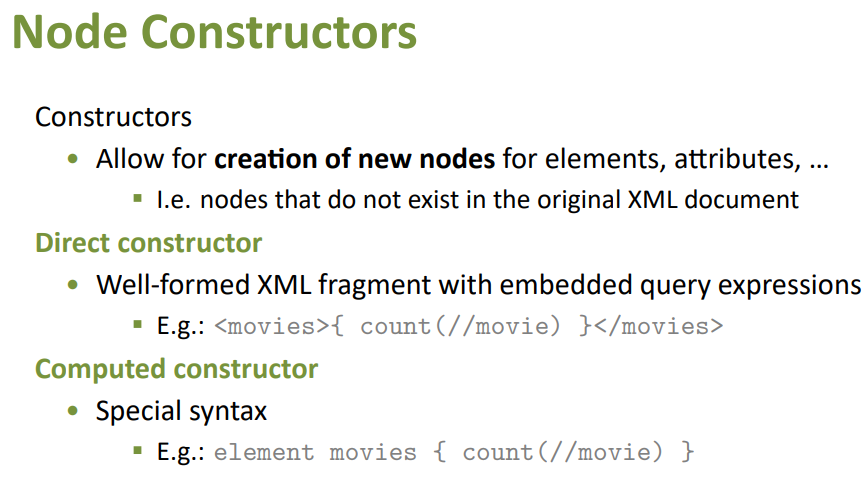 Node Constructors
Constructors
• Allow for creation of new nodes for elements, attributes, …
▪ I.e. nodes that do not exist in the original XML document
Direct constructor
• Well-formed XML fragment with embedded query expressions
▪ E.g.: <movies>{ count(//movie) }</movies>
Computed constructor
• Special syntax
▪ E.g.: element movies { count(//movie) }